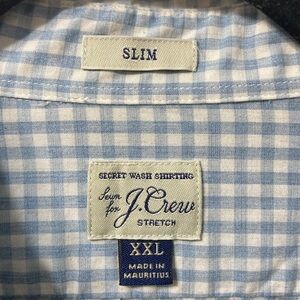 SLIM
SECRET WASH SHIRTING
Sewn for J.Crew
STRETCH
XXL
MADE IN
MAURITIUS